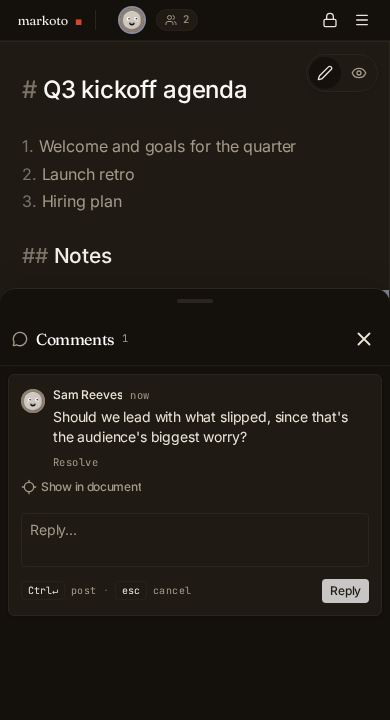 markoto
2
# Q3 kickoff agenda
1. Welcome and goals for the quarter
2. Launch retro
3. Hiring plan
## Notes
Comments 1
Sam Reeves now
Should we lead with what slipped, since that's
the audience's biggest worry?
Resolve
Show in document
Reply...
Ctrl↵ post · esc cancel
Reply